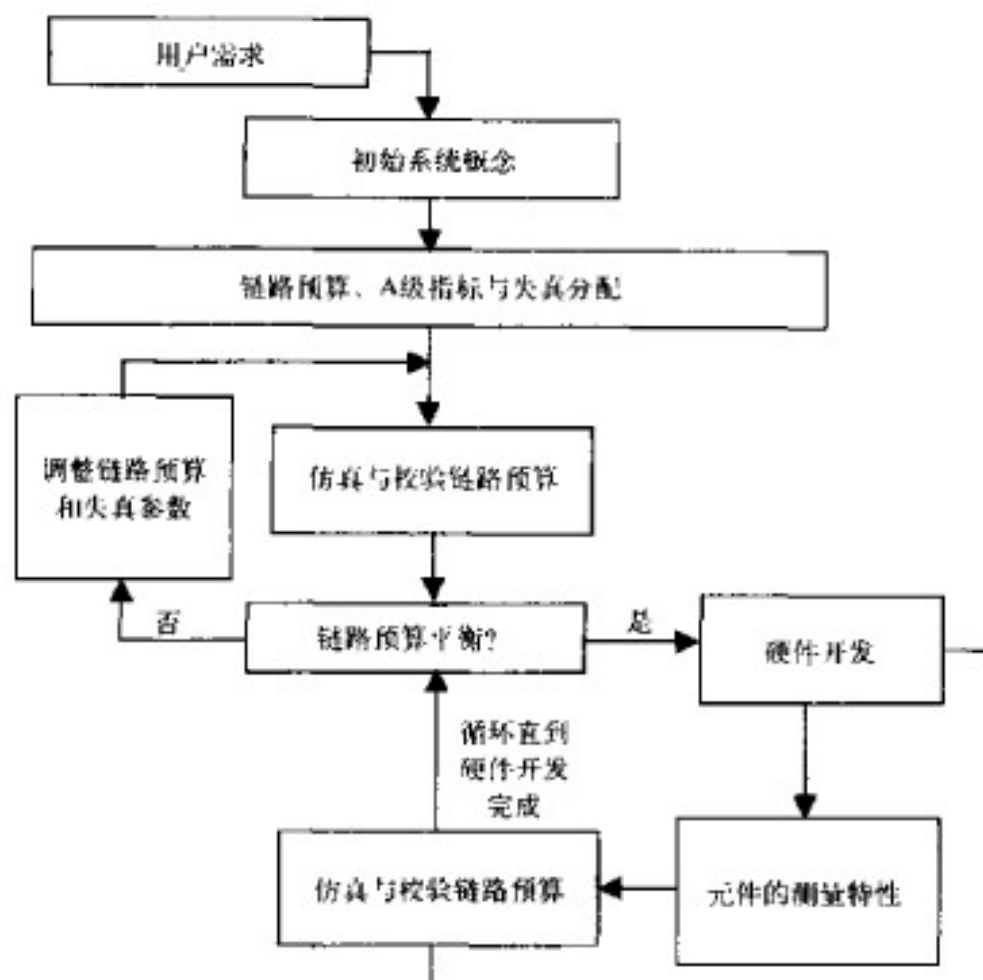 用户需求
初始系统概念
链路预算、A级指标与失真分配
调整链路预算
和失真参数
仿真与校验链路预算
否
链路预算平衡?
是
硬件开发
循环直到
硬件开发
完成
仿真与校验链路预算
元件的测量特性